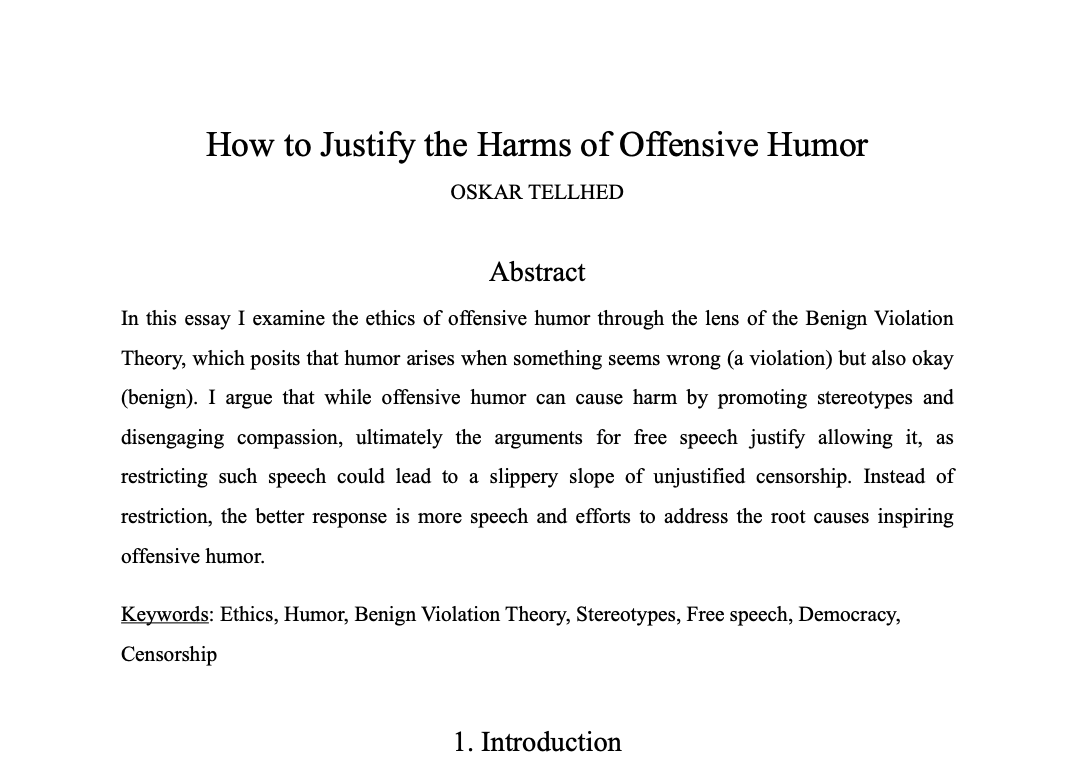 How to Justify the Harms of Offensive Humor
OSKAR TELLHED
Abstract
In this essay I examine the ethics of offensive humor through the lens of the Benign Violation
Theory, which posits that humor arises when something seems wrong (a violation) but also okay
(benign). I argue that while offensive humor can cause harm by promoting stereotypes and
disengaging compassion, ultimately the arguments for free speech justify allowing it, as
restricting such speech could lead to a slippery slope of unjustified censorship. Instead of
restriction, the better response is more speech and efforts to address the root causes inspiring
offensive humor.
Keywords: Ethics, Humor, Benign Violation Theory, Stereotypes, Free speech, Democracy,
Censorship
1. Introduction